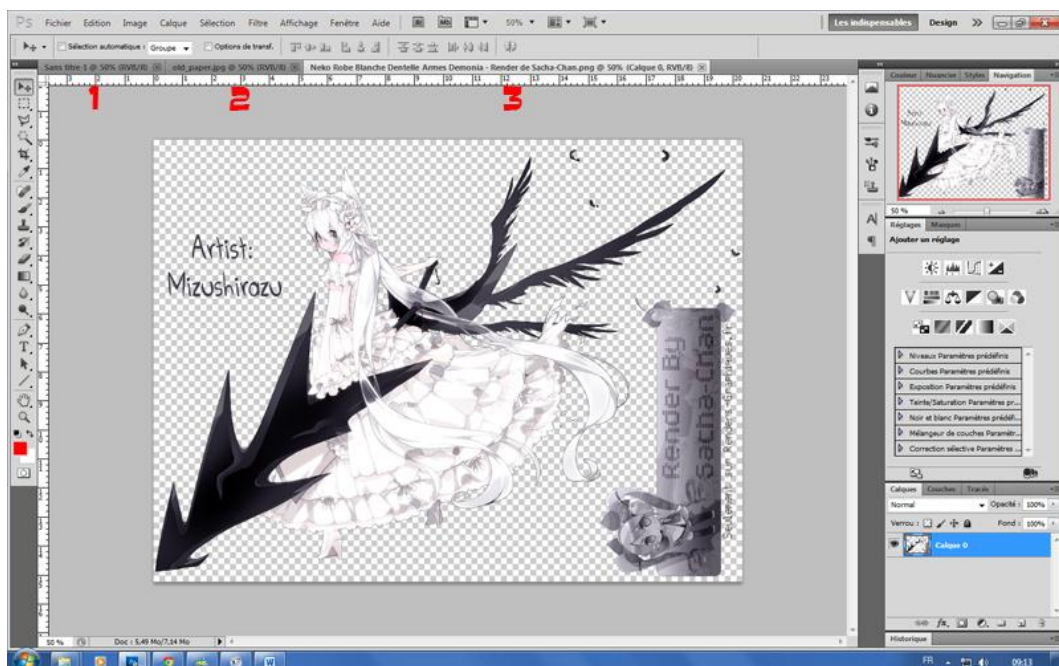 Ps Fichier Edition Image Calque Sélection Filtre Affichage Fenêtre Aide Br Mb 50% Les indispensables Design
Sélection automatique : Groupe Options de transf.
Sans titre-1 @ 50% (RVB/8) old_paper.jpg @ 50% (RVB/8) Neko Robe Blanche Dentelle Armes Demonia - Render de Sacha-Chan.png @ 50% (Calque 0, RVB/8)
1 2 3
Couleur Nuancier Styles Navigation
Artist:
Mizushirozu
Render By
Sacha-Chan
50 %
Réglages Masques
Ajouter un réglage
Niveaux Paramètres prédéfinis
Courbes Paramètres prédéfinis
Exposition Paramètres prédéfinis
Teinte/Saturation Paramètres pr...
Noir et blanc Paramètres prédéfi...
Mélangeur de couches Paramètr...
Correction sélective Paramètres ...
Calques Couches Tracés
Normal Opacité : 100%
Verrou : Fond : 100%
Calque 0
Historique
50 % Doc : 5,49 Mo/7,14 Mo
FR 09:13